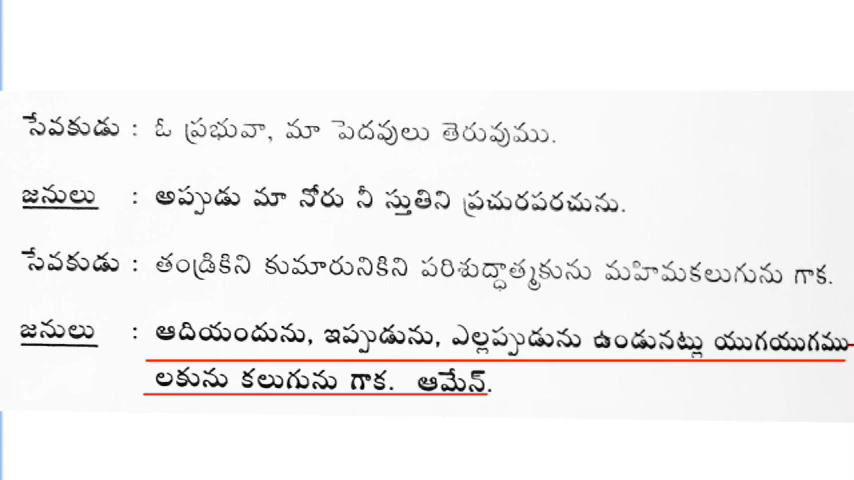 సేవకుడు : ఓ ప్రభువా, మా పెదవులు తెరువుము.
జనులు : అప్పుడు మా నోరు నీ స్తుతిని ప్రచురపరచును.
సేవకుడు : తండ్రికిని కుమారునికిని పరిశుద్ధాత్మకును మహిమకలుగును గాక.
జనులు : ఆదియందును, ఇప్పుడును, ఎల్లప్పుడును ఉండునట్లు యుగయుగము
లకును కలుగును గాక. ఆమేన్.